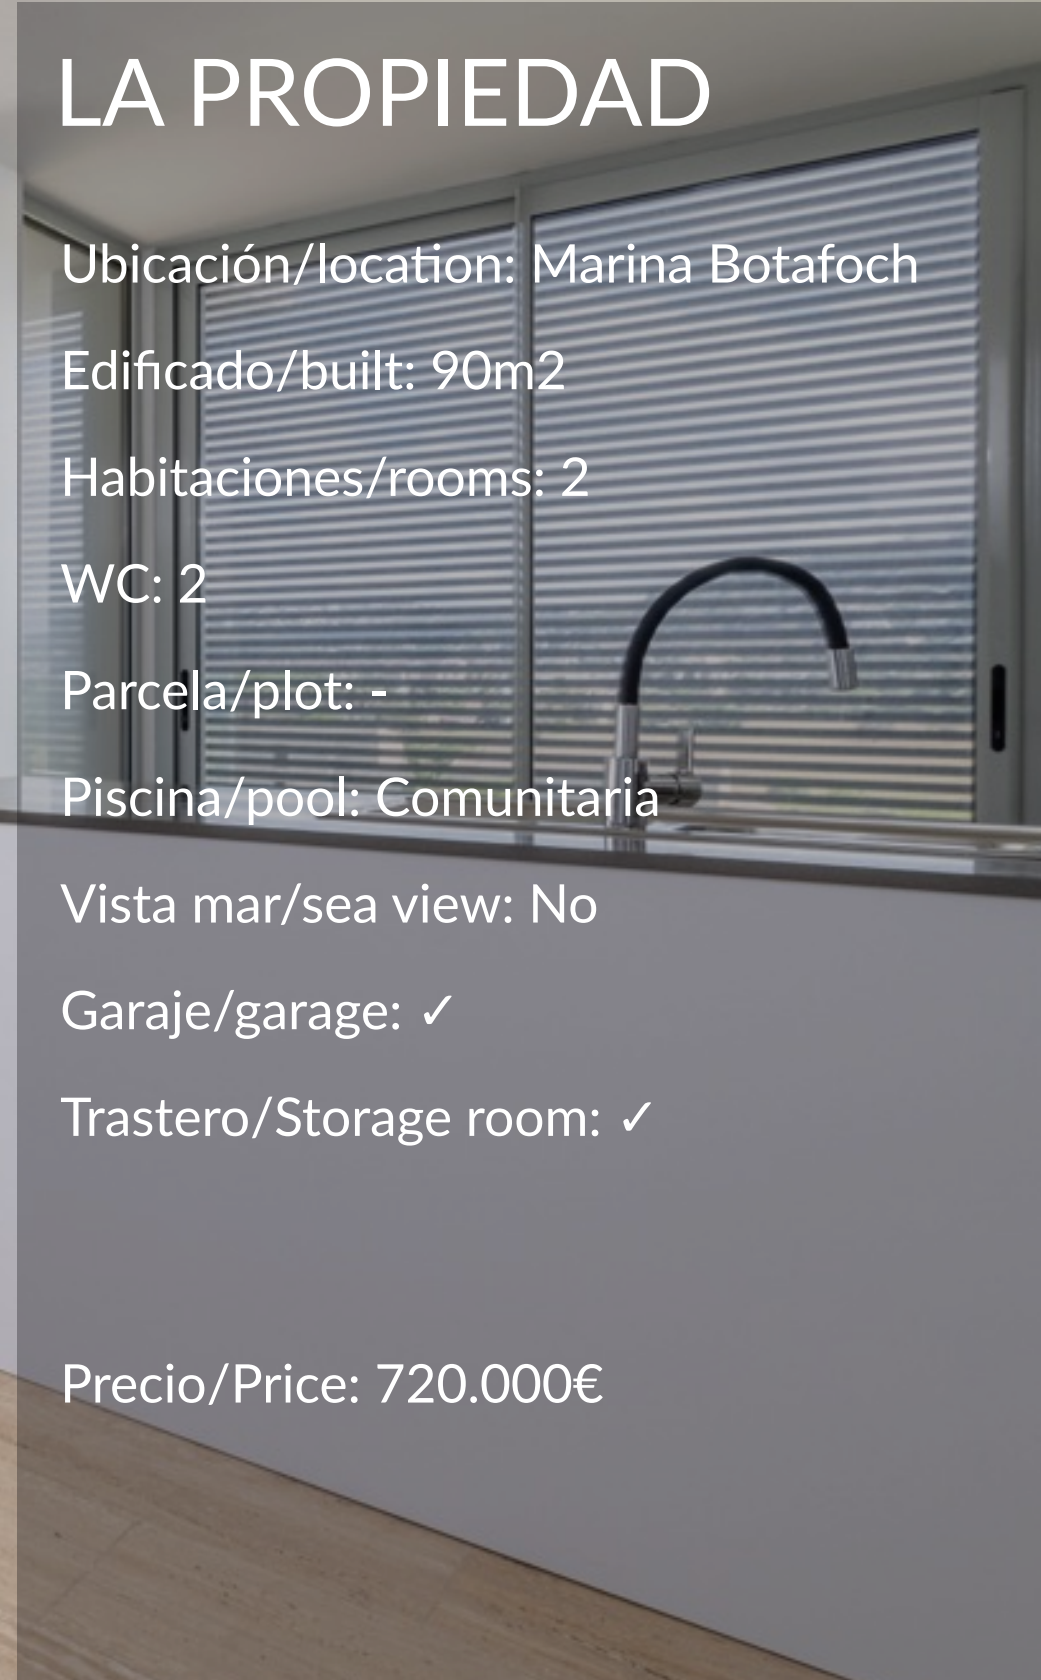 LA PROPIEDAD
Ubicación/location: Marina Botafoch
Edificado/built: 90m2
Habitaciones/rooms: 2
WC: 2
Parcela/plot: -
Piscina/pool: Comunitaria
Vista mar/sea view: No
Garaje/garage: ✓
Trastero/Storage room: ✓
Precio/Price: 720.000€